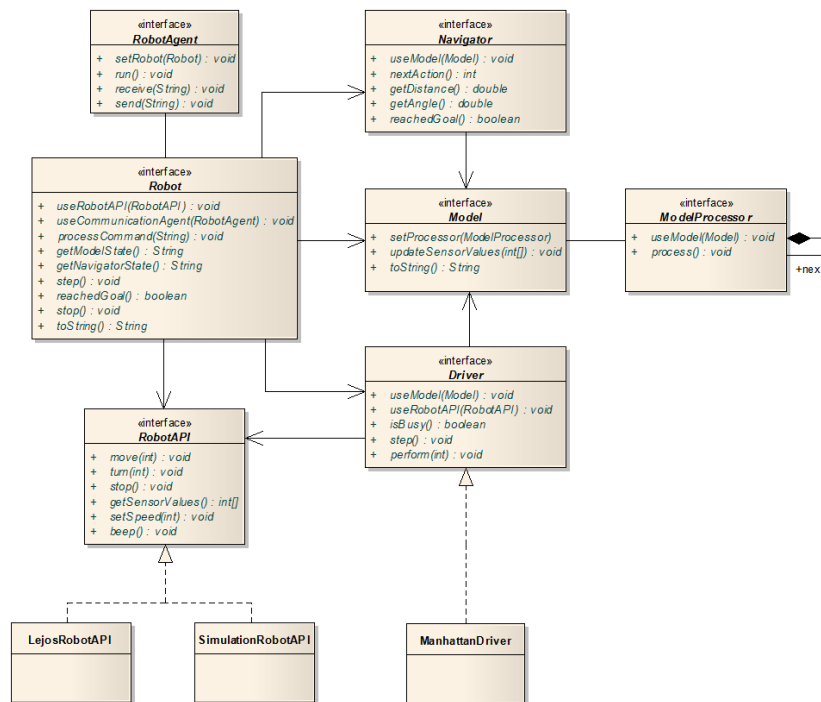 «interface»
RobotAgent
+ setRobot(Robot) : void
+ run() : void
+ receive(String) : void
+ send(String) : void
«interface»
Navigator
+ useModel(Model) : void
+ nextAction() : int
+ getDistance() : double
+ getAngle() : double
+ reachedGoal() : boolean
«interface»
Robot
+ useRobotAPI(RobotAPI) : void
+ useCommunicationAgent(RobotAgent) : void
+ processCommand(String) : void
+ getModelState() : String
+ getNavigatorState() : String
+ step() : void
+ reachedGoal() : boolean
+ stop() : void
+ toString() : String
«interface»
Model
+ setProcessor(ModelProcessor)
+ updateSensorValues(int[]) : void
+ toString() : String
«interface»
ModelProcessor
+ useModel(Model) : void
+ process() : void
+nex
«interface»
Driver
+ useModel(Model) : void
+ useRobotAPI(RobotAPI) : void
+ isBusy() : boolean
+ step() : void
+ perform(int) : void
«interface»
RobotAPI
+ move(int) : void
+ turn(int) : void
+ stop() : void
+ getSensorValues() : int[]
+ setSpeed(int) : void
+ beep() : void
LejosRobotAPI
SimulationRobotAPI
ManhattanDriver